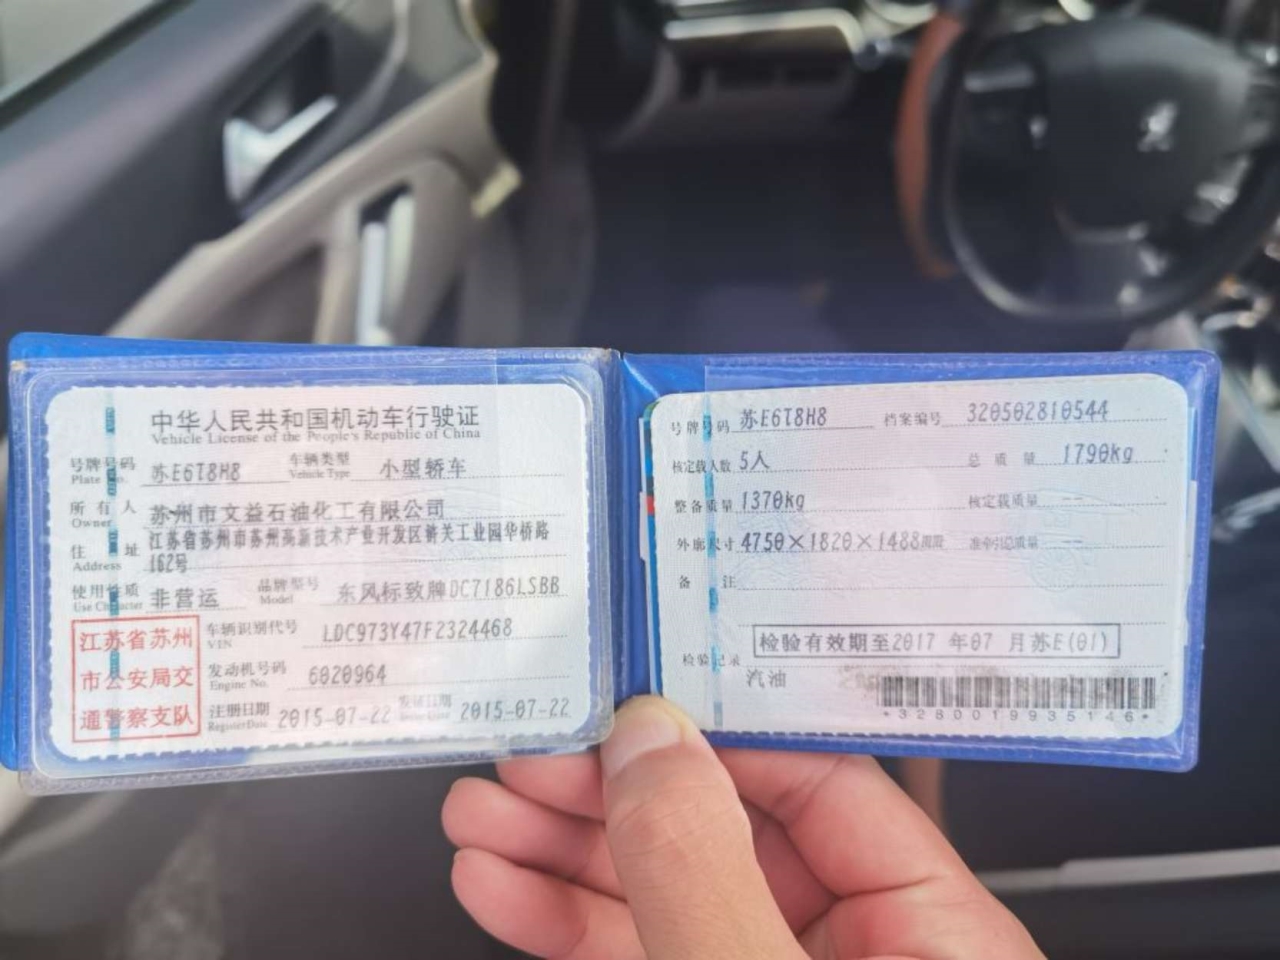 中华人民共和国机动车行驶证
Vehicle License of the People's Republic of China
号牌号码 苏E6T8H8 车辆类型 小型轿车
Plate No. Vehicle Type
所有人 苏州市文益石油化工有限公司
Owner
住址 江苏省苏州市苏州高新技术产业开发区浒关工业园华桥路
Address 162号
使用性质 非营运 品牌型号 东风标致牌DC7186LSBB
Use Character Model
江苏省苏州
市公安局交
通警察支队
车辆识别代号 LDC973Y47F2324468
VIN
发动机号码 6020964
Engine No.
注册日期 2015-07-22 发证日期 2015-07-22
Register Date Issue Date
号牌号码 苏E6T8H8 档案编号 320502810544
核定载人数 5人 总质量 1790kg
整备质量 1370kg 核定载质量 --
外廓尺寸 4750×1820×1488 准牵引总质量 --
备注
检验有效期至2017 年07 月苏E(01)
检验记录
汽油
*3280019935146*